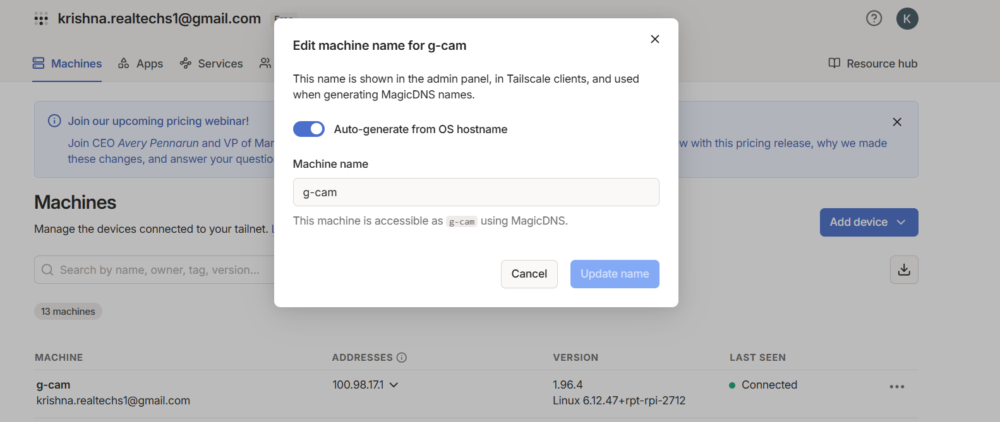 krishna.realtechs1@gmail.com
Machines Apps Services
Resource hub
Join our upcoming pricing webinar!
Join CEO Avery Pennarun and VP of Mar
w with this pricing release, why we made
these changes, and answer your questio
Machines
Manage the devices connected to your tailnet.
Add device
Search by name, owner, tag, version...
13 machines
MACHINE ADDRESSES VERSION LAST SEEN
g-cam 100.98.17.1 1.96.4 Connected
krishna.realtechs1@gmail.com Linux 6.12.47+rpt-rpi-2712
K
Edit machine name for g-cam
This name is shown in the admin panel, in Tailscale clients, and used
when generating MagicDNS names.
Auto-generate from OS hostname
Machine name
g-cam
This machine is accessible as g-cam using MagicDNS.
Cancel
Update name